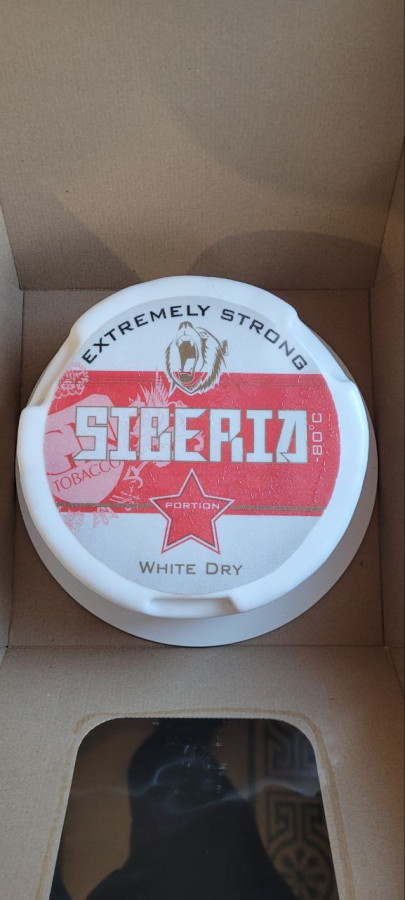 EXTREMELY STRONG
SIBERIA
-80°C
TOBACCO
PORTION
WHITE DRY